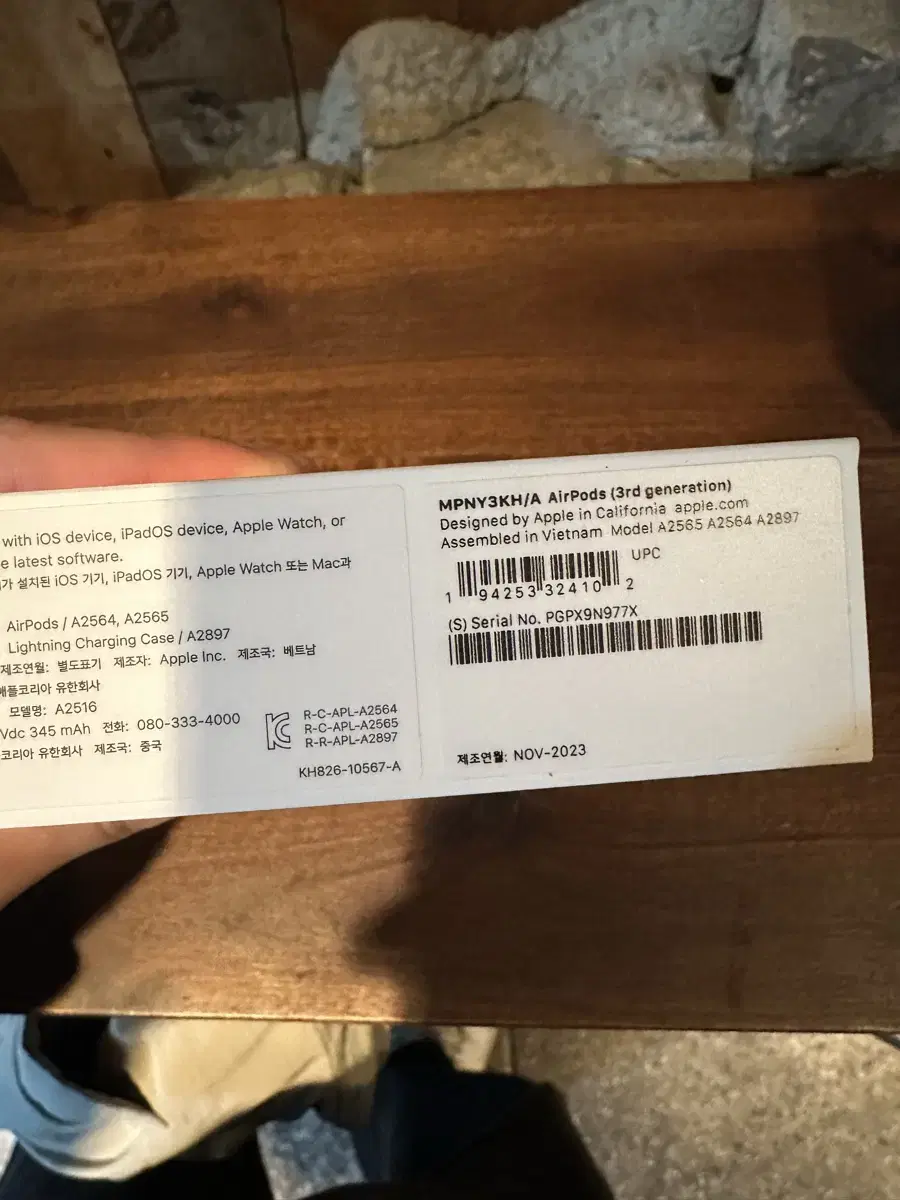 with iOS device, iPadOS device, Apple Watch, or
latest software.
설치된 iOS 기기, iPadOS 기기, Apple Watch 또는 Mac과
AirPods / A2564, A2565
Lightning Charging Case / A2897
제조연월: 별도표기 제조자: Apple Inc. 제조국: 베트남
애플코리아 유한회사
모델명: A2516
Vdc 345 mAh 전화: 080-333-4000
코리아 유한회사 제조국: 중국
R-C-APL-A2564
R-C-APL-A2565
R-R-APL-A2897
KH826-10567-A
MPNY3KH/A AirPods (3rd generation)
Designed by Apple in California apple.com
Assembled in Vietnam Model A2565 A2564 A2897
UPC
1 94253 32410 2
(S) Serial No. PGPX9N977X
제조연월: NOV-2023